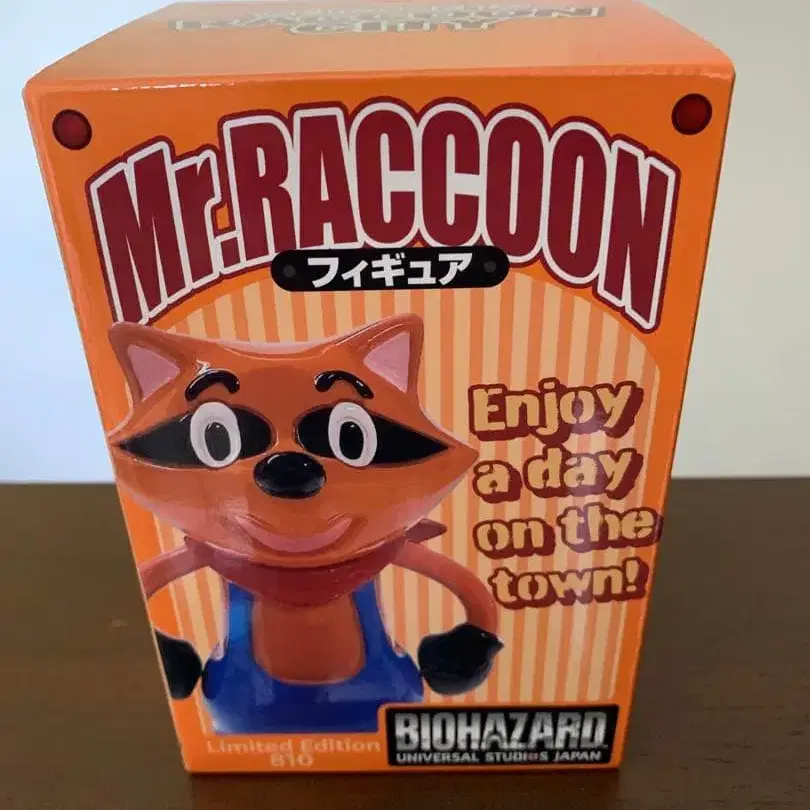 Mr.RACCOON
フィギュア
Enjoy
a day
on the
town!
Limited Edition
810
BIOHAZARD
UNIVERSAL STUDIOS JAPAN